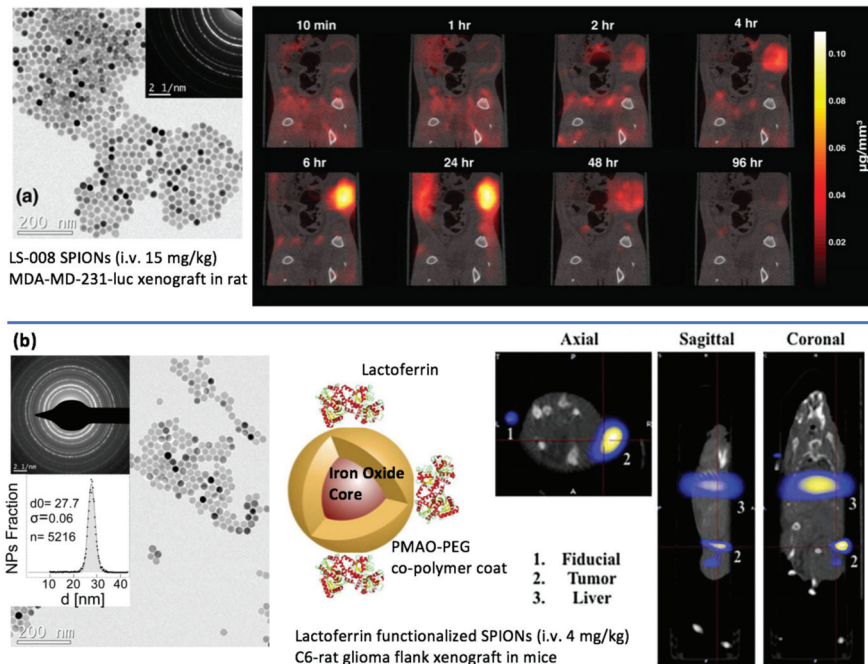 10 min 1 hr 2 hr 4 hr
6 hr 24 hr 48 hr 96 hr
0.10
0.08
0.06
0.04
0.02
µg/mm³
2 1/nm
(a)
200 nm
LS-008 SPIONs (i.v. 15 mg/kg)
MDA-MD-231-luc xenograft in rat
(b)
2 1/nm
d0= 27.7
σ=0.06
n= 5216
NPs Fraction
10 20 30 40
d [nm]
200 nm
Lactoferrin
Iron Oxide
Core
PMAO-PEG
co-polymer coat
Axial Sagittal Coronal
T P
L R
A
1
2
3
2
3
2
1. Fiducial
2. Tumor
3. Liver
Lactoferrin functionalized SPIONs (i.v. 4 mg/kg)
C6-rat glioma flank xenograft in mice